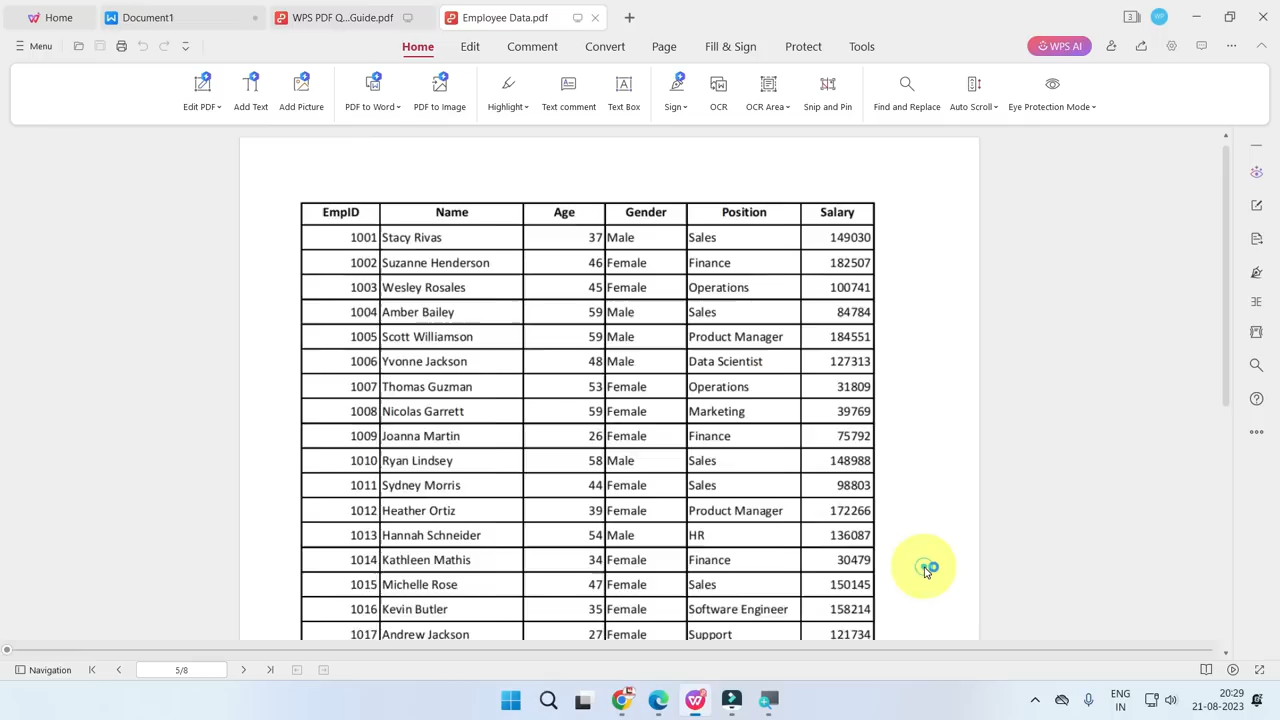 Home Document1 WPS PDF Q...Guide.pdf Employee Data.pdf 3 WP
Menu Home Edit Comment Convert Page Fill & Sign Protect Tools WPS AI
Edit PDF Add Text Add Picture PDF to Word PDF to Image Highlight Text comment Text Box Sign OCR OCR Area Snip and Pin Find and Replace Auto Scroll Eye Protection Mode
EmpID Name Age Gender Position Salary
1001 Stacy Rivas 37 Male Sales 149030
1002 Suzanne Henderson 46 Female Finance 182507
1003 Wesley Rosales 45 Female Operations 100741
1004 Amber Bailey 59 Male Sales 84784
1005 Scott Williamson 59 Male Product Manager 184551
1006 Yvonne Jackson 48 Male Data Scientist 127313
1007 Thomas Guzman 53 Female Operations 31809
1008 Nicolas Garrett 59 Female Marketing 39769
1009 Joanna Martin 26 Female Finance 75792
1010 Ryan Lindsey 58 Male Sales 148988
1011 Sydney Morris 44 Female Sales 98803
1012 Heather Ortiz 39 Female Product Manager 172266
1013 Hannah Schneider 54 Male HR 136087
1014 Kathleen Mathis 34 Female Finance 30479
1015 Michelle Rose 47 Female Sales 150145
1016 Kevin Butler 35 Female Software Engineer 158214
1017 Andrew Jackson 27 Female Support 121734
Navigation 5/8
ENG 20:29
IN 21-08-2023